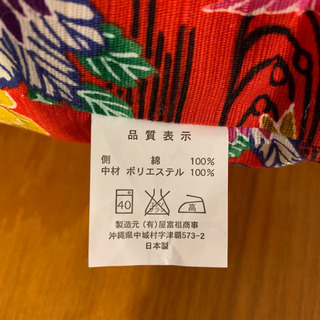 品質表示
側 綿 100%
中材 ポリエステル 100%
40 高
製造元 (有)屋富祖商事
沖縄県中城村字津覇573-2
日本製